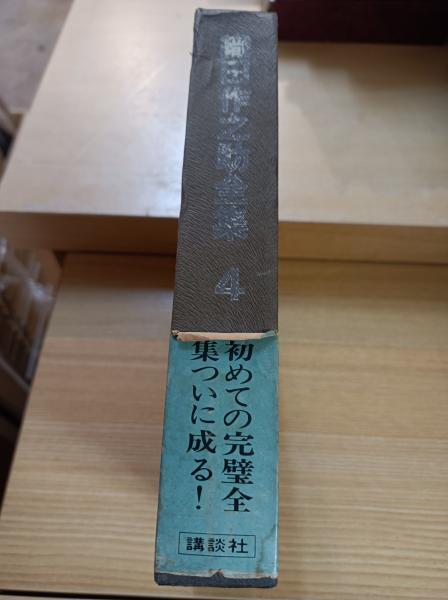 織田作之助全集 4
初めての完璧全
集ついに成る!
講談社